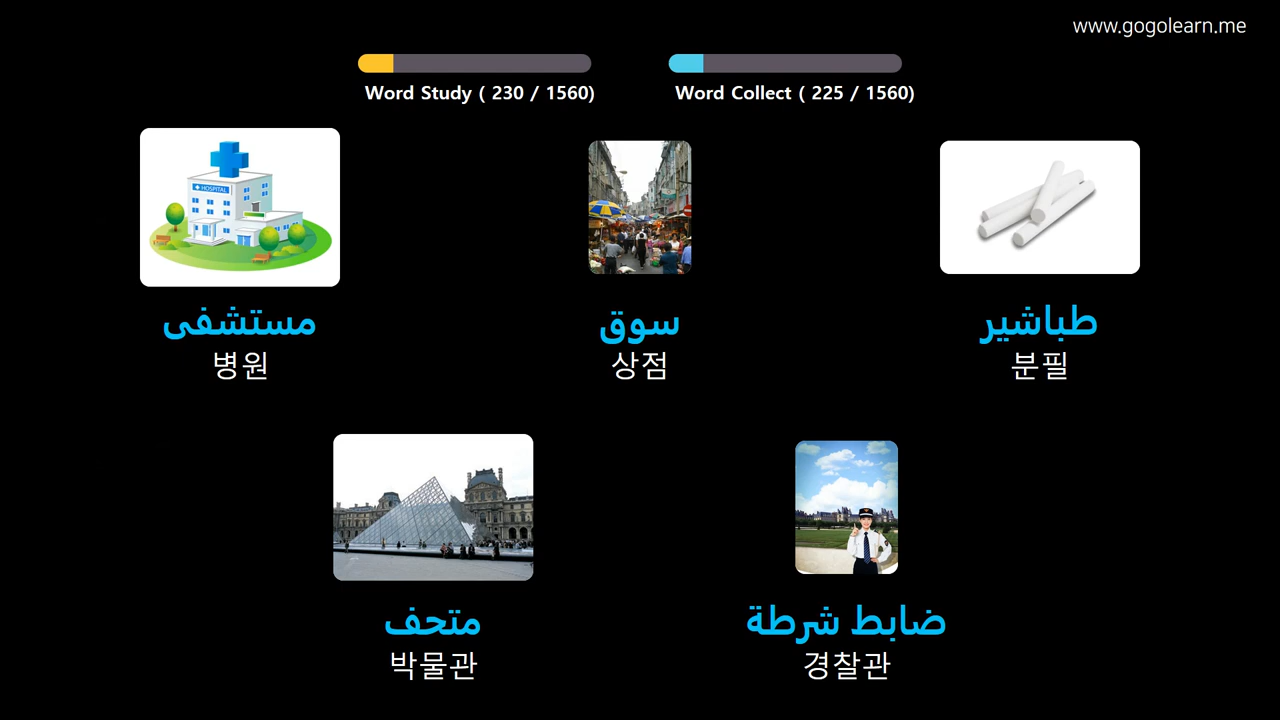 www.gogolearn.me
Word Study ( 230 / 1560)
Word Collect ( 225 / 1560)
HOSPITAL
مستشفى
병원
سوق
상점
طباشير
분필
متحف
박물관
ضابط شرطة
경찰관